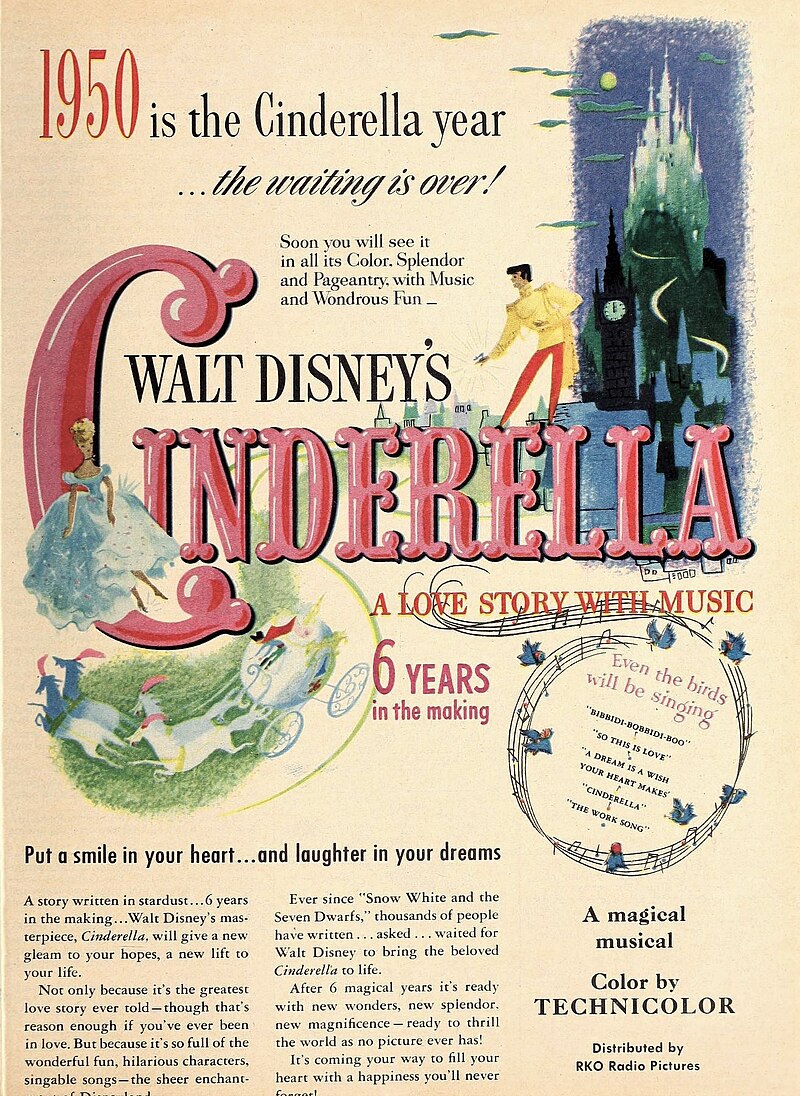 1950 is the Cinderella year
...the waiting is over!
Soon you will see it
in all its Color, Splendor
and Pageantry, with Music
and Wondrous Fun —
WALT DISNEY'S
CINDERELLA
A LOVE STORY WITH MUSIC
6 YEARS
in the making
Even the birds
will be singing
"BIBBIDI-BOBBIDI-BOO"
"SO THIS IS LOVE"
"A DREAM IS A WISH
YOUR HEART MAKES"
"CINDERELLA"
"THE WORK SONG"
Put a smile in your heart...and laughter in your dreams
A story written in stardust...6 years
in the making...Walt Disney's mas-
terpiece, Cinderella, will give a new
gleam to your hopes, a new lift to
your life.
Not only because it's the greatest
love story ever told—though that's
reason enough if you've ever been
in love. But because it's so full of the
wonderful fun, hilarious characters,
singable songs—the sheer enchant-
Ever since "Snow White and the
Seven Dwarfs," thousands of people
have written . . . asked . . . waited for
Walt Disney to bring the beloved
Cinderella to life.
After 6 magical years it's ready
with new wonders, new splendor,
new magnificence — ready to thrill
the world as no picture ever has!
It's coming your way to fill your
heart with a happiness you'll never
A magical
musical
Color by
TECHNICOLOR
Distributed by
RKO Radio Pictures